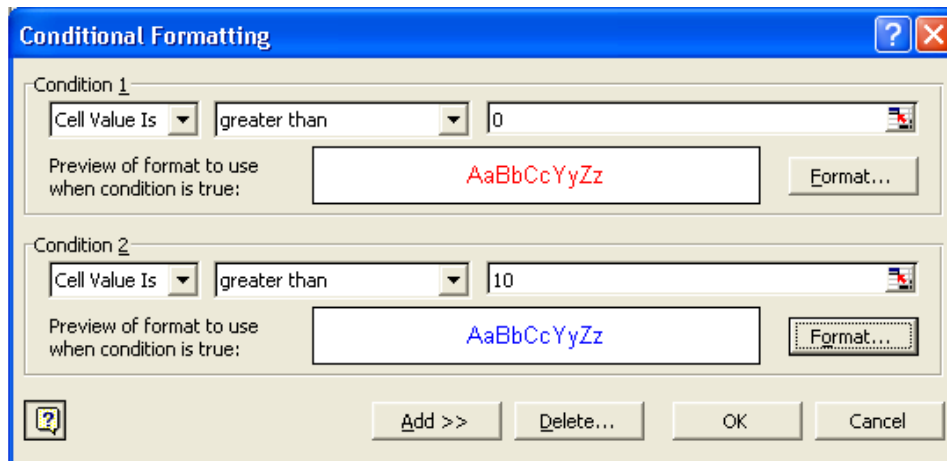 Conditional Formatting ? X
Condition 1
Cell Value Is greater than 0
Preview of format to use
when condition is true:
AaBbCcYyZz
Format...
Condition 2
Cell Value Is greater than 10
Preview of format to use
when condition is true:
AaBbCcYyZz
Format...
? Add >> Delete... OK Cancel